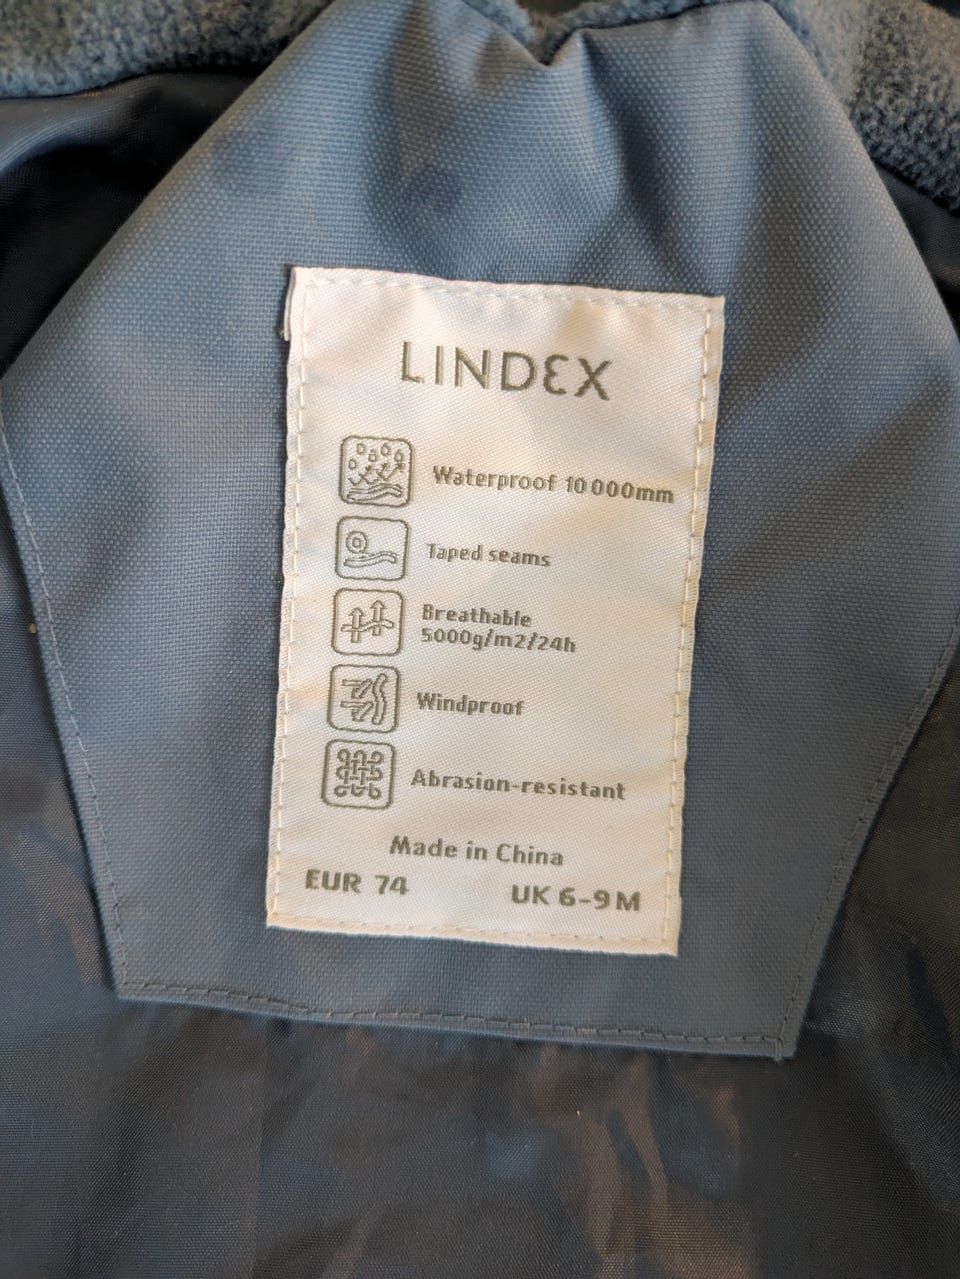 LINDEX
Waterproof 10 000mm
Taped seams
Breathable
5000g/m2/24h
Windproof
Abrasion-resistant
Made in China
EUR 74 UK 6-9 M